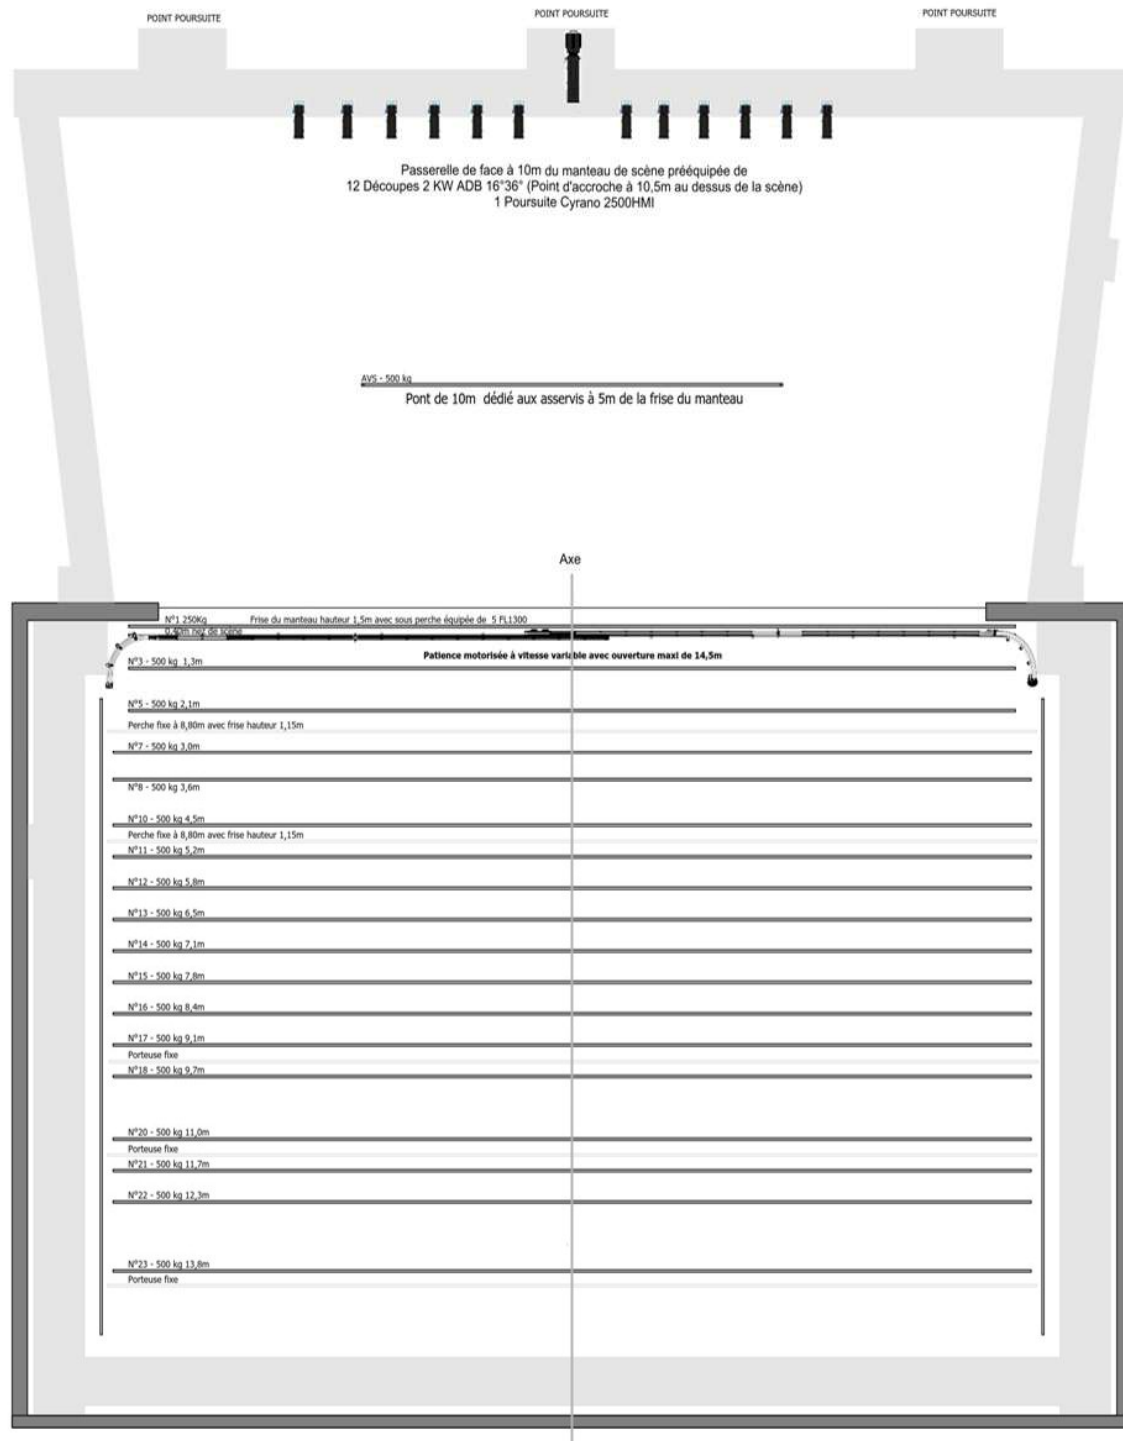 POINT POURSUITE
POINT POURSUITE
POINT POURSUITE
Passerelle de face à 10m du manteau de scène prééquipée de
12 Découpes 2 KW ADB 16°36° (Point d'accroche à 10,5m au dessus de la scène)
1 Poursuite Cyrano 2500HMI
AVS - 500 kg
Pont de 10m dédié aux asservis à 5m de la frise du manteau
Axe
N°1 250Kg Frise du manteau hauteur 1,5m avec sous perche équipée de 5 FL1300
0,40m nez de scène
Patience motorisée à vitesse variable avec ouverture maxi de 14,5m
N°3 - 500 kg 1,3m
N°5 - 500 kg 2,1m
Perche fixe à 8,80m avec frise hauteur 1,15m
N°7 - 500 kg 3,0m
N°8 - 500 kg 3,6m
N°10 - 500 kg 4,5m
Perche fixe à 8,80m avec frise hauteur 1,15m
N°11 - 500 kg 5,2m
N°12 - 500 kg 5,8m
N°13 - 500 kg 6,5m
N°14 - 500 kg 7,1m
N°15 - 500 kg 7,8m
N°16 - 500 kg 8,4m
N°17 - 500 kg 9,1m
Porteuse fixe
N°18 - 500 kg 9,7m
N°20 - 500 kg 11,0m
Porteuse fixe
N°21 - 500 kg 11,7m
N°22 - 500 kg 12,3m
N°23 - 500 kg 13,8m
Porteuse fixe